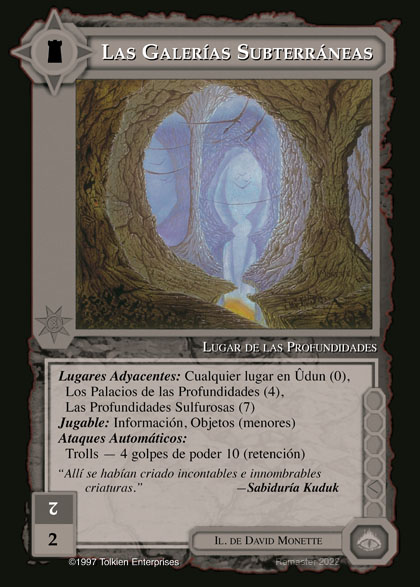 Las Galerías Subterráneas
Lugar de las Profundidades
Lugares Adyacentes: Cualquier lugar en Ûdun (0),
Los Palacios de las Profundidades (4),
Las Profundidades Sulfurosas (7)
Jugable: Información, Objetos (menores)
Ataques Automáticos:
Trolls — 4 golpes de poder 10 (retención)
“Allí se habían criado incontables e innombrables
criaturas.” —Sabiduría Kuduk
2
2
Il. de David Monette
©1997 Tolkien Enterprises
Remaster 2022